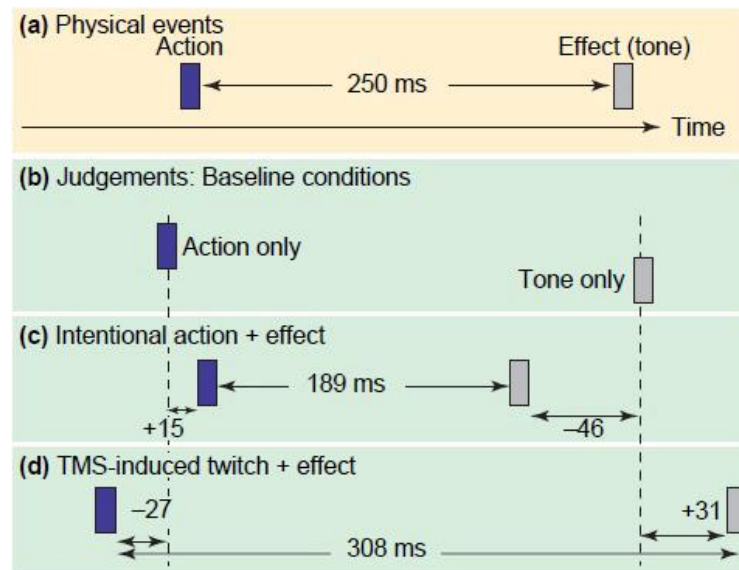 (a) Physical events
Action
Effect (tone)
250 ms
Time
(b) Judgements: Baseline conditions
Action only
Tone only
(c) Intentional action + effect
189 ms
+15
–46
(d) TMS-induced twitch + effect
–27
+31
308 ms